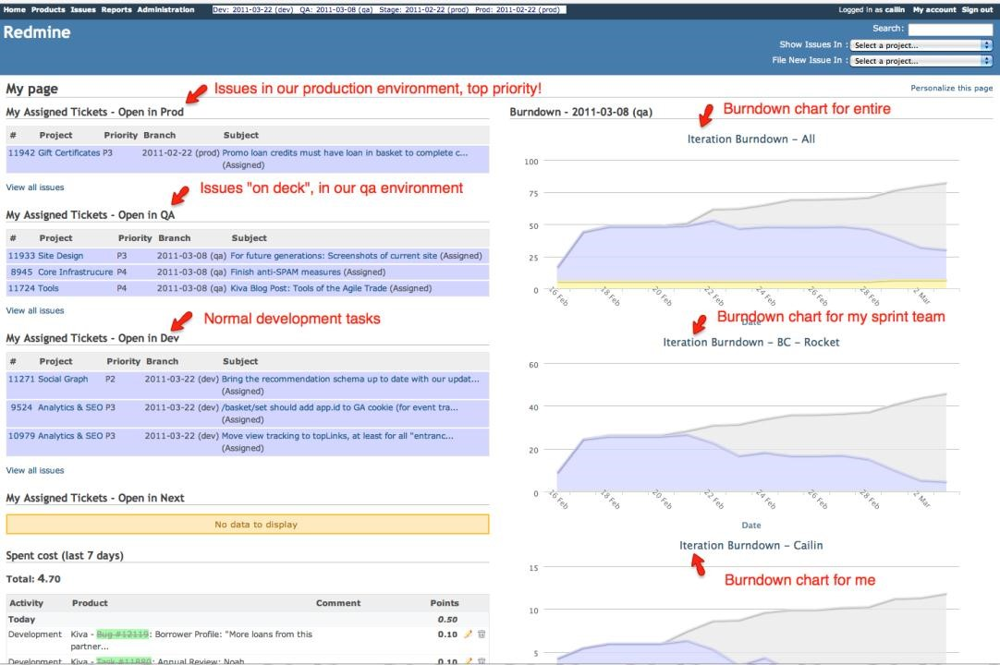 Home Products Issues Reports Administration Dev: 2011-03-22 (dev) QA: 2011-03-08 (qa) Stage: 2011-02-22 (prod) Prod: 2011-02-22 (prod) Logged in as cailin My account Sign out
Redmine
Search:
Show Issues In : Select a project...
File New Issue In : Select a project...
My page
Issues in our production environment, top priority!
Personalize this page
My Assigned Tickets - Open in Prod
# Project Priority Branch Subject
11942 Gift Certificates P3 2011-02-22 (prod) Promo loan credits must have loan in basket to complete c...
(Assigned)
View all issues
Issues "on deck", in our qa environment
My Assigned Tickets - Open in QA
# Project Priority Branch Subject
11933 Site Design P3 2011-03-08 (qa) For future generations: Screenshots of current site (Assigned)
8945 Core Infrastrucure P4 2011-03-08 (qa) Finish anti-SPAM measures (Assigned)
11724 Tools P4 2011-03-08 (qa) Kiva Blog Post: Tools of the Agile Trade (Assigned)
View all issues
Normal development tasks
My Assigned Tickets - Open in Dev
# Project Priority Branch Subject
11271 Social Graph P2 2011-03-22 (dev) Bring the recommendation schema up to date with our updat...
(Assigned)
9524 Analytics & SEO P3 2011-03-22 (dev) /basket/set should add app.id to GA cookie (for event tra...
(Assigned)
10979 Analytics & SEO P3 2011-03-22 (dev) Move view tracking to topLinks, at least for all "entranc...
(Assigned)
View all issues
My Assigned Tickets - Open in Next
No data to display
Spent cost (last 7 days)
Total: 4.70
Activity Product Comment Points
Today 0.50
Development Kiva - Bug #12119: Borrower Profile: "More loans from this 0.10
partner...
Development Kiva - Task #11880: Annual Review: Noah 0.10
Burndown - 2011-03-08 (qa)
Burndown chart for entire
Iteration Burndown - All
100
75
50
25
0
16 Feb 18 Feb 20 Feb 22 Feb 24 Feb 26 Feb 28 Feb 2 Mar
Date
Burndown chart for my sprint team
Iteration Burndown - BC - Rocket
60
40
20
0
16 Feb 18 Feb 20 Feb 22 Feb 24 Feb 26 Feb 28 Feb 2 Mar
Date
Iteration Burndown - Cailin
Burndown chart for me
15
10
5